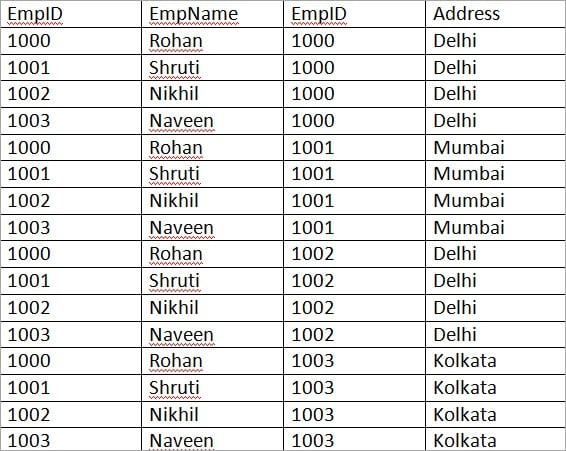 EmpID EmpName EmpID Address
1000 Rohan 1000 Delhi
1001 Shruti 1000 Delhi
1002 Nikhil 1000 Delhi
1003 Naveen 1000 Delhi
1000 Rohan 1001 Mumbai
1001 Shruti 1001 Mumbai
1002 Nikhil 1001 Mumbai
1003 Naveen 1001 Mumbai
1000 Rohan 1002 Delhi
1001 Shruti 1002 Delhi
1002 Nikhil 1002 Delhi
1003 Naveen 1002 Delhi
1000 Rohan 1003 Kolkata
1001 Shruti 1003 Kolkata
1002 Nikhil 1003 Kolkata
1003 Naveen 1003 Kolkata